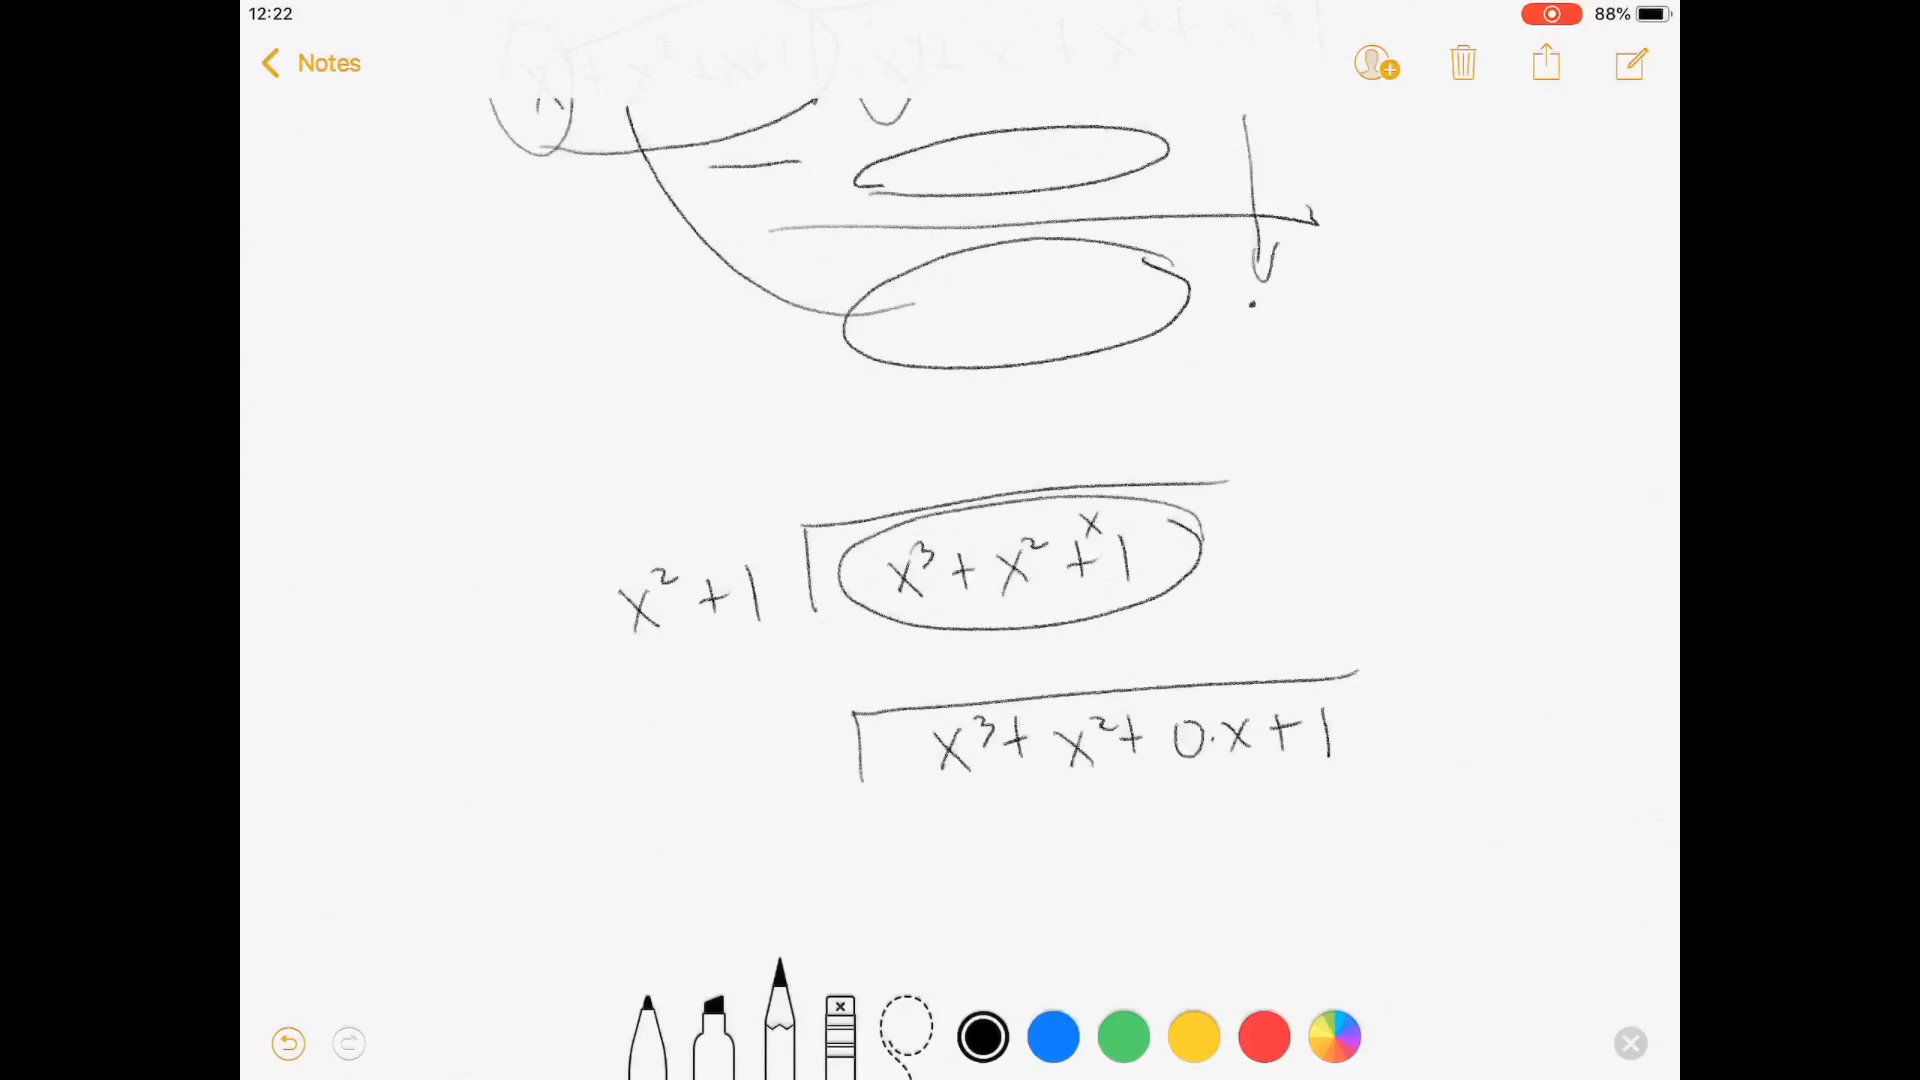 12:22
88%
Notes
x
x² + 1 x³ + x² + 1
x³ + x² + 0·x + 1